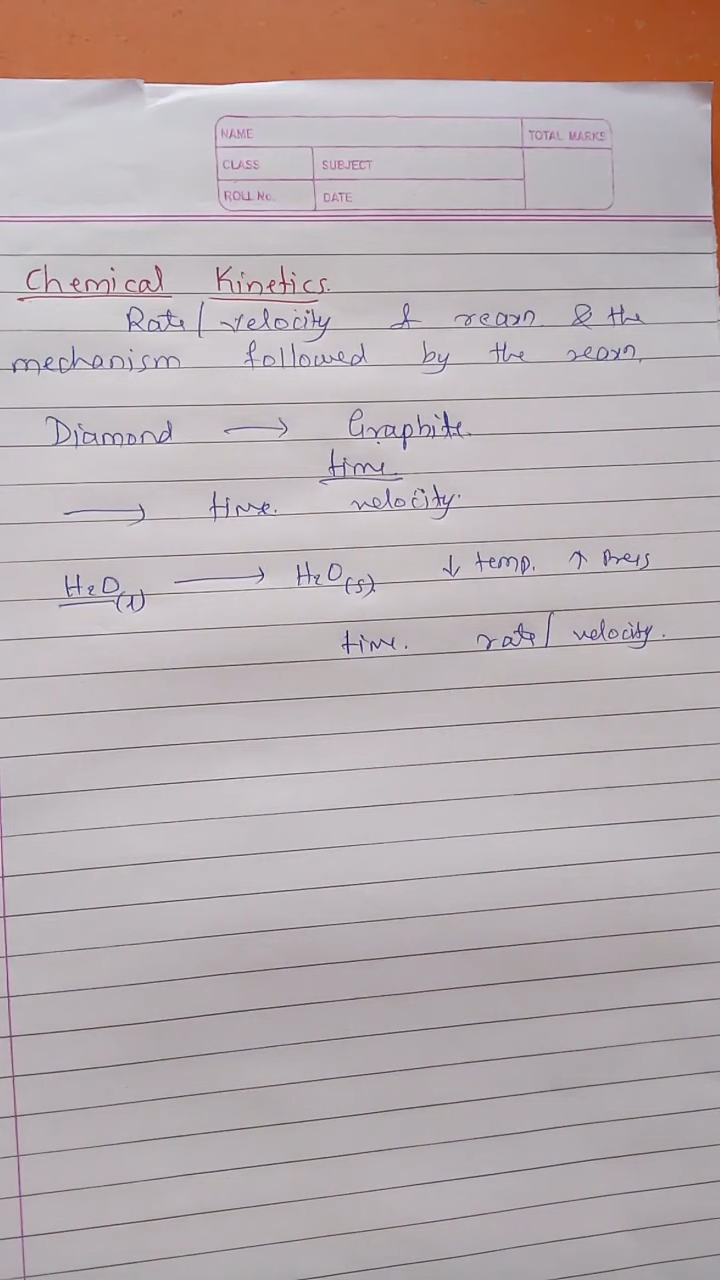 NAME
TOTAL MARKS
CLASS
SUBJECT
ROLL No.
DATE
Chemical Kinetics.
Rate/velocity of reaxn & the
mechanism followed by the reaxn.
Diamond → Graphite.
time
→ time. velocity.
H2O(l) → H2O(s). ↓ temp. ↑ Press
time. rate/velocity.